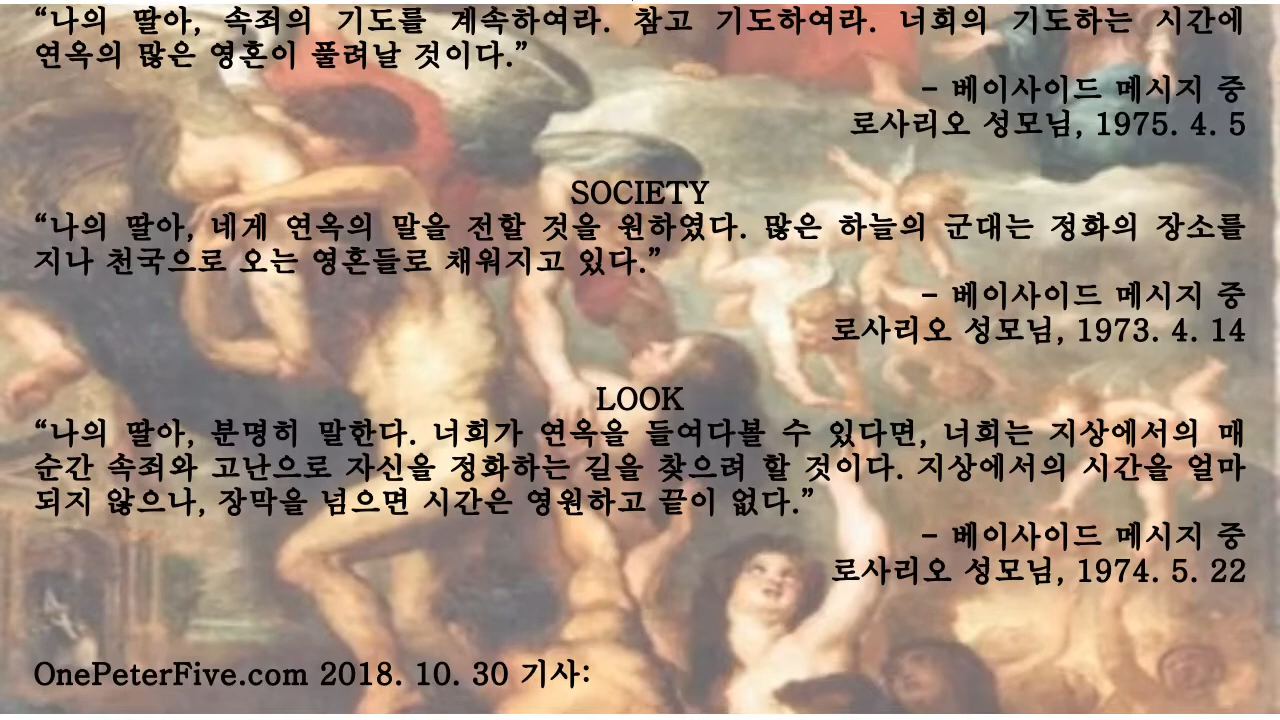 “나의 딸아, 속죄의 기도를 계속하여라. 참고 기도하여라. 너희의 기도하는 시간에
연옥의 많은 영혼이 풀려날 것이다.”
- 베이사이드 메시지 중
로사리오 성모님, 1975. 4. 5
SOCIETY
“나의 딸아, 네게 연옥의 말을 전할 것을 원하였다. 많은 하늘의 군대는 정화의 장소를
지나 천국으로 오는 영혼들로 채워지고 있다.”
- 베이사이드 메시지 중
로사리오 성모님, 1973. 4. 14
LOOK
“나의 딸아, 분명히 말한다. 너희가 연옥을 들여다볼 수 있다면, 너희는 지상에서의 매
순간 속죄와 고난으로 자신을 정화하는 길을 찾으려 할 것이다. 지상에서의 시간을 얼마
되지 않으나, 장막을 넘으면 시간은 영원하고 끝이 없다.”
- 베이사이드 메시지 중
로사리오 성모님, 1974. 5. 22
OnePeterFive.com 2018. 10. 30 기사: